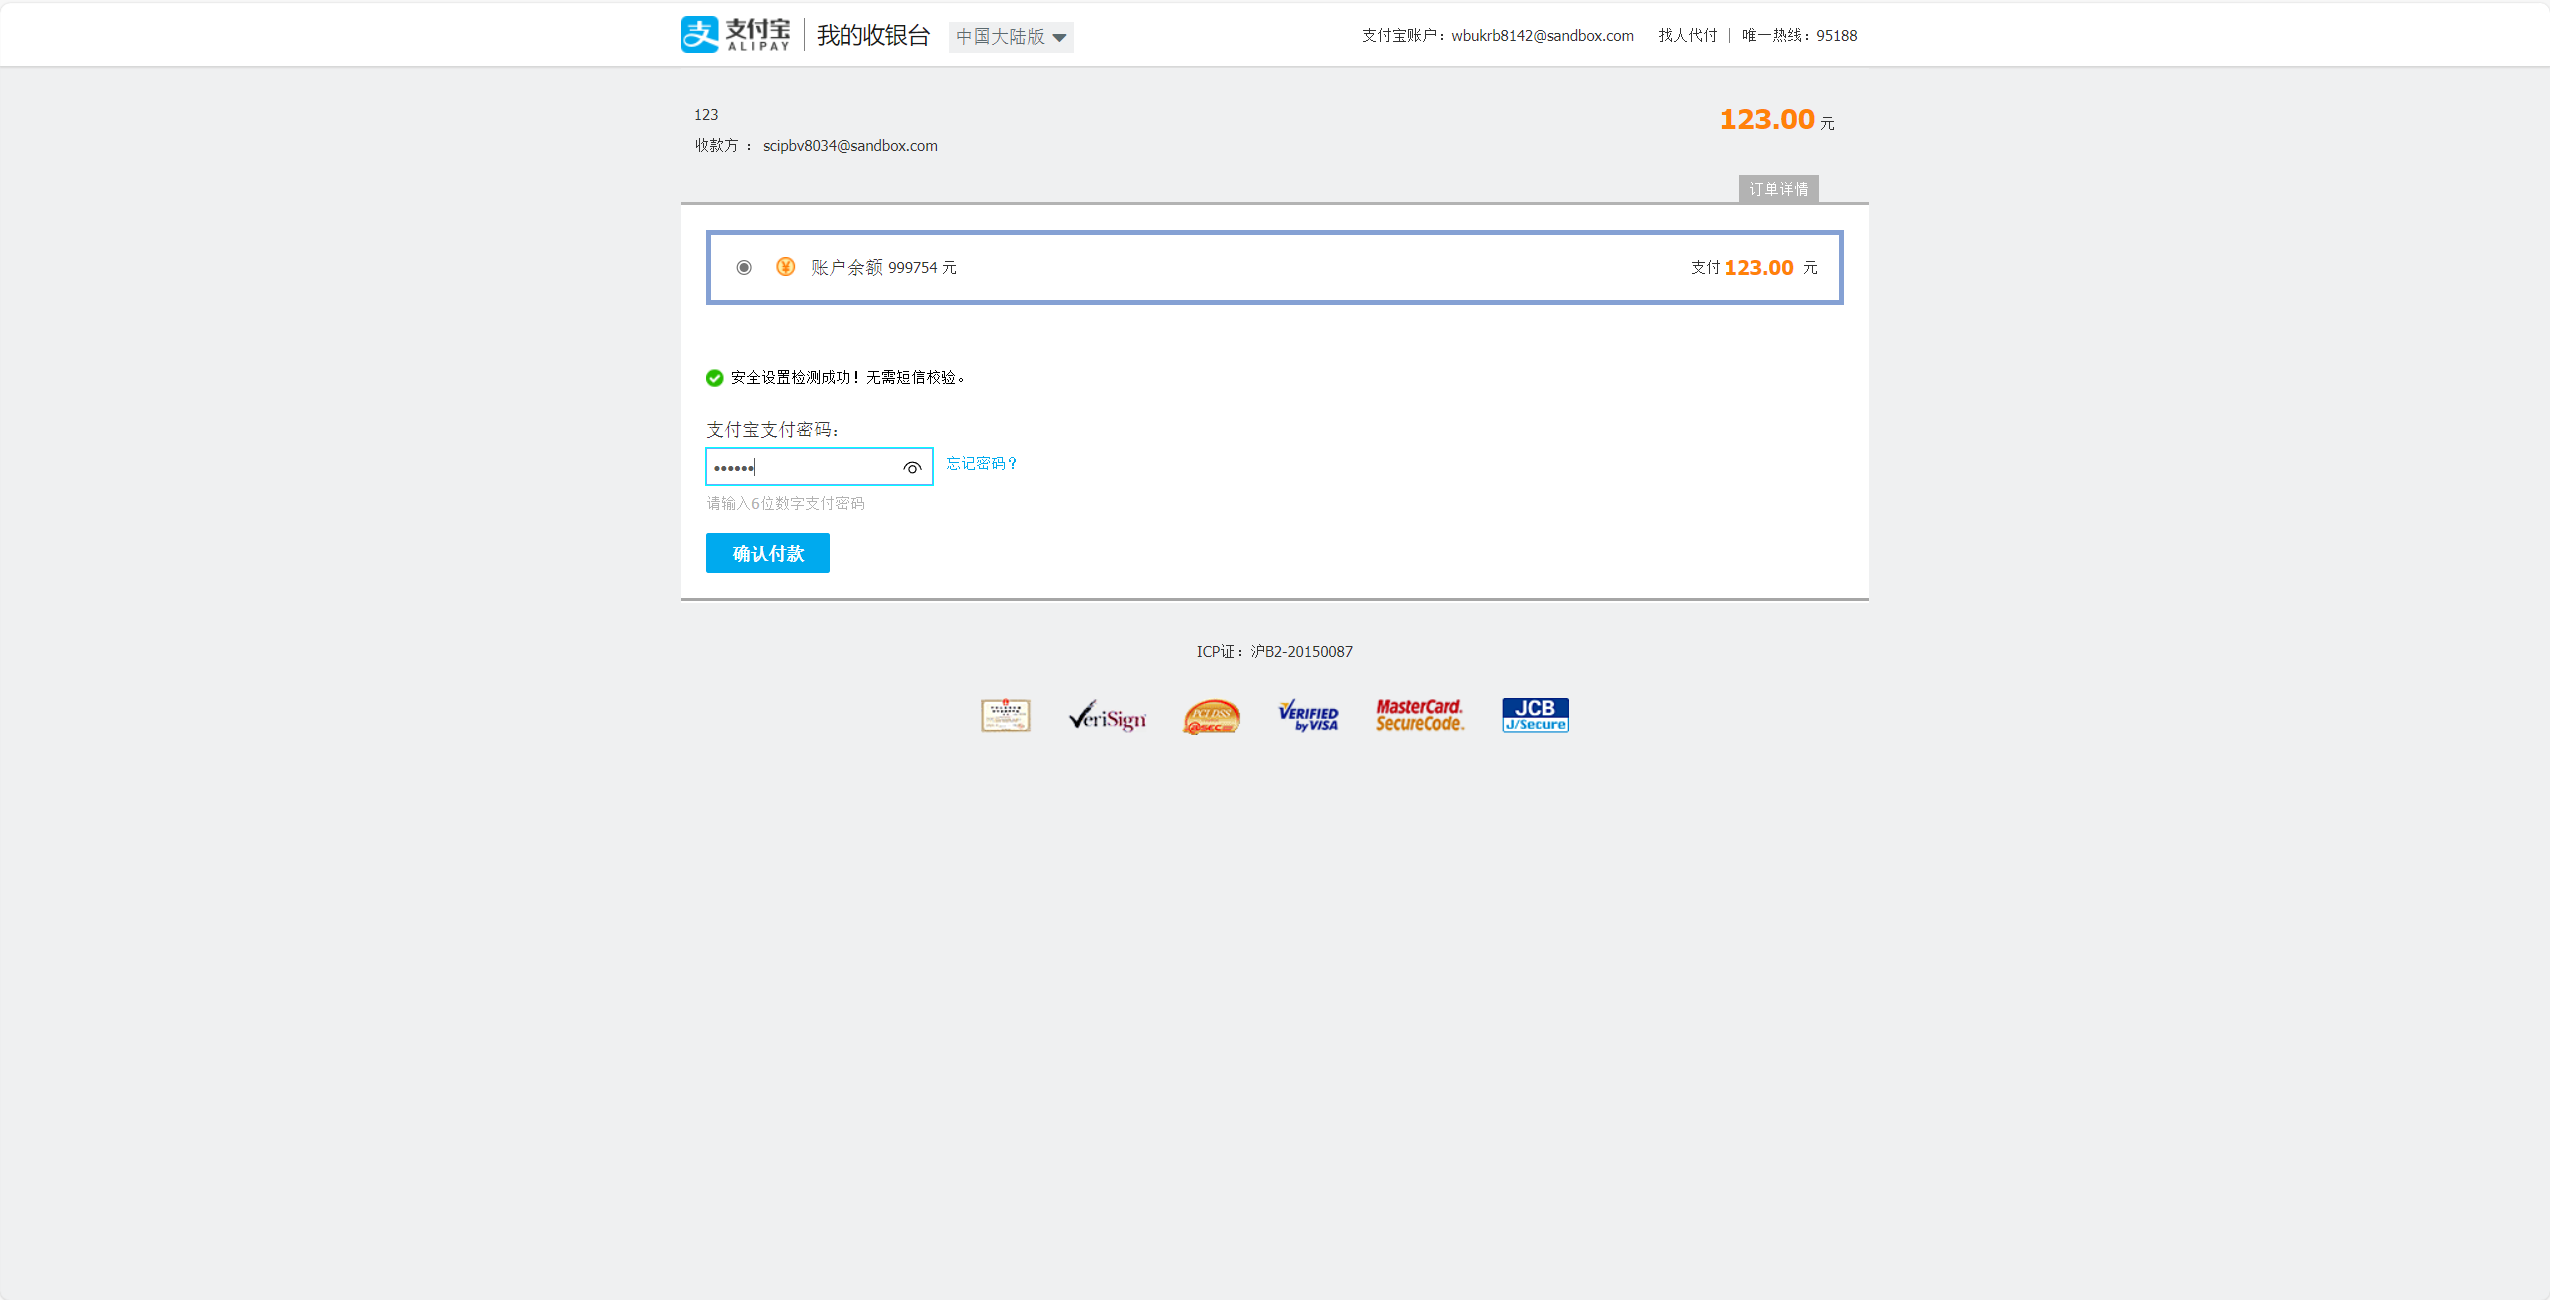 支 支付宝 ALIPAY 我的收银台 中国大陆版 支付宝账户：wbukrb8142@sandbox.com 找人代付 | 唯一热线：95188
123 123.00 元
收款方 ： scipbv8034@sandbox.com
订单详情
账户余额 999754 元 支付 123.00 元
安全设置检测成功！无需短信校验。
支付宝支付密码：
•••••• 忘记密码？
请输入6位数字支付密码
确认付款
ICP证：沪B2-20150087
VeriSign VERIFIED by VISA MasterCard. SecureCode. JCB J/Secure